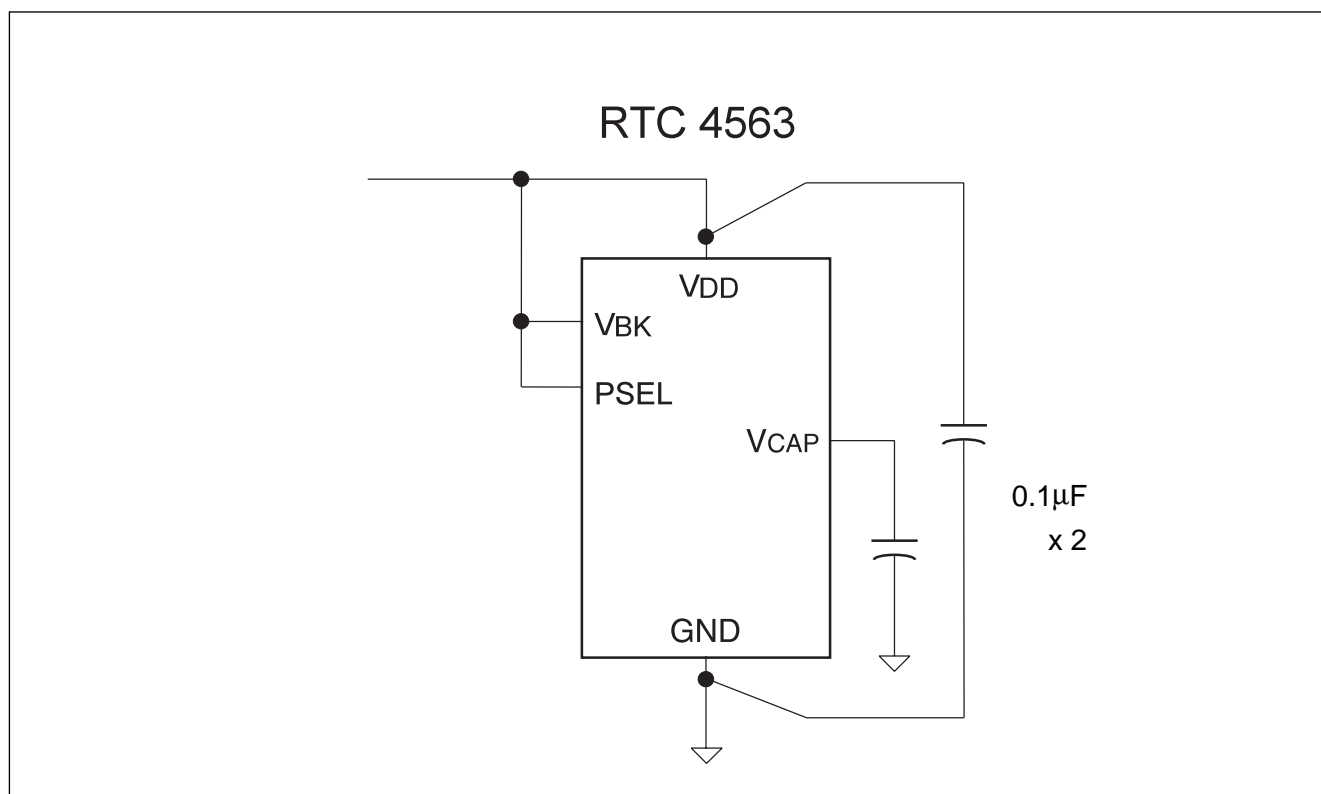 RTC 4563
VDD
VBK
PSEL
VCAP
0.1μF
x 2
GND